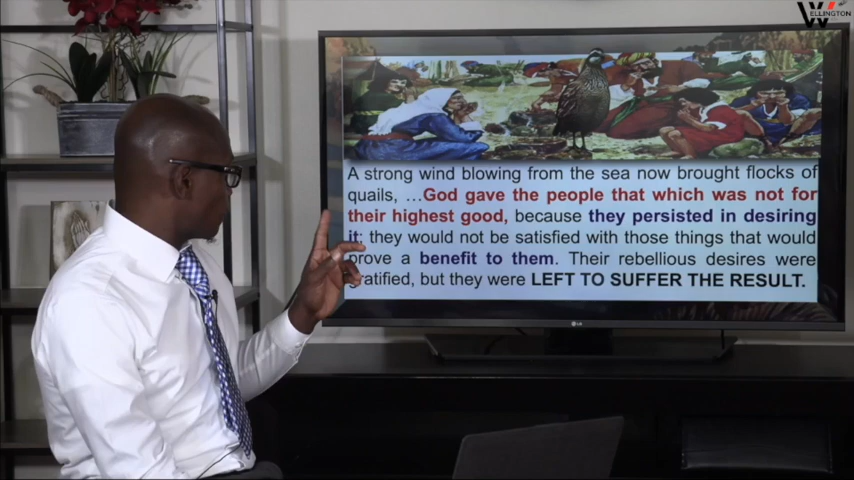 WELLINGTON
A strong wind blowing from the sea now brought flocks of
quails, ...God gave the people that which was not for
their highest good, because they persisted in desiring
it; they would not be satisfied with those things that would
prove a benefit to them. Their rebellious desires were
gratified, but they were LEFT TO SUFFER THE RESULT.
LG